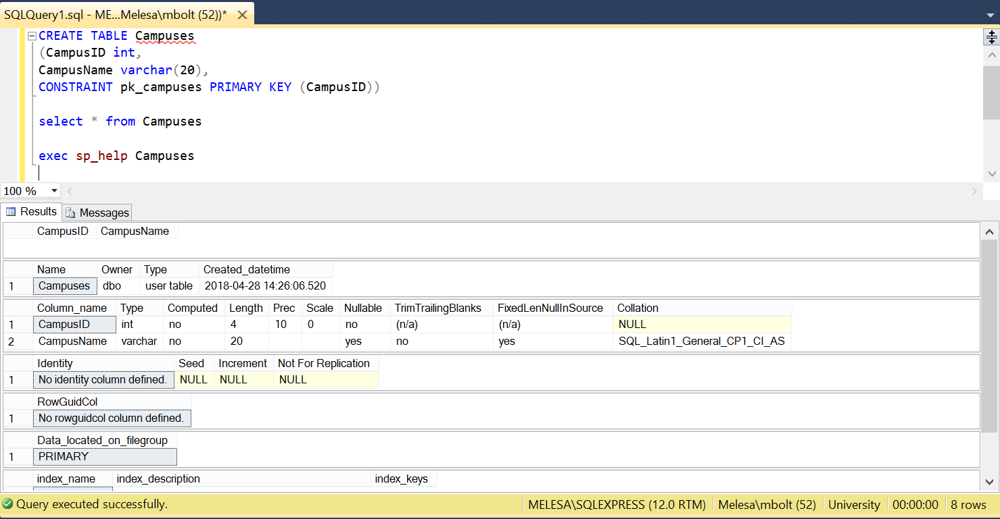 SQLQuery1.sql - ME...Melesa\mbolt (52))*
CREATE TABLE Campuses
(CampusID int,
CampusName varchar(20),
CONSTRAINT pk_campuses PRIMARY KEY (CampusID))
select * from Campuses
exec sp_help Campuses
100 %
Results Messages
CampusID CampusName
Name Owner Type Created_datetime
1 Campuses dbo user table 2018-04-28 14:26:06.520
Column_name Type Computed Length Prec Scale Nullable TrimTrailingBlanks FixedLenNullInSource Collation
1 CampusID int no 4 10 0 no (n/a) (n/a) NULL
2 CampusName varchar no 20 yes no yes SQL_Latin1_General_CP1_CI_AS
Identity Seed Increment Not For Replication
1 No identity column defined. NULL NULL NULL
RowGuidCol
1 No rowguidcol column defined.
Data_located_on_filegroup
1 PRIMARY
index_name index_description index_keys
Query executed successfully. MELESA\SQLEXPRESS (12.0 RTM) Melesa\mbolt (52) University 00:00:00 8 rows